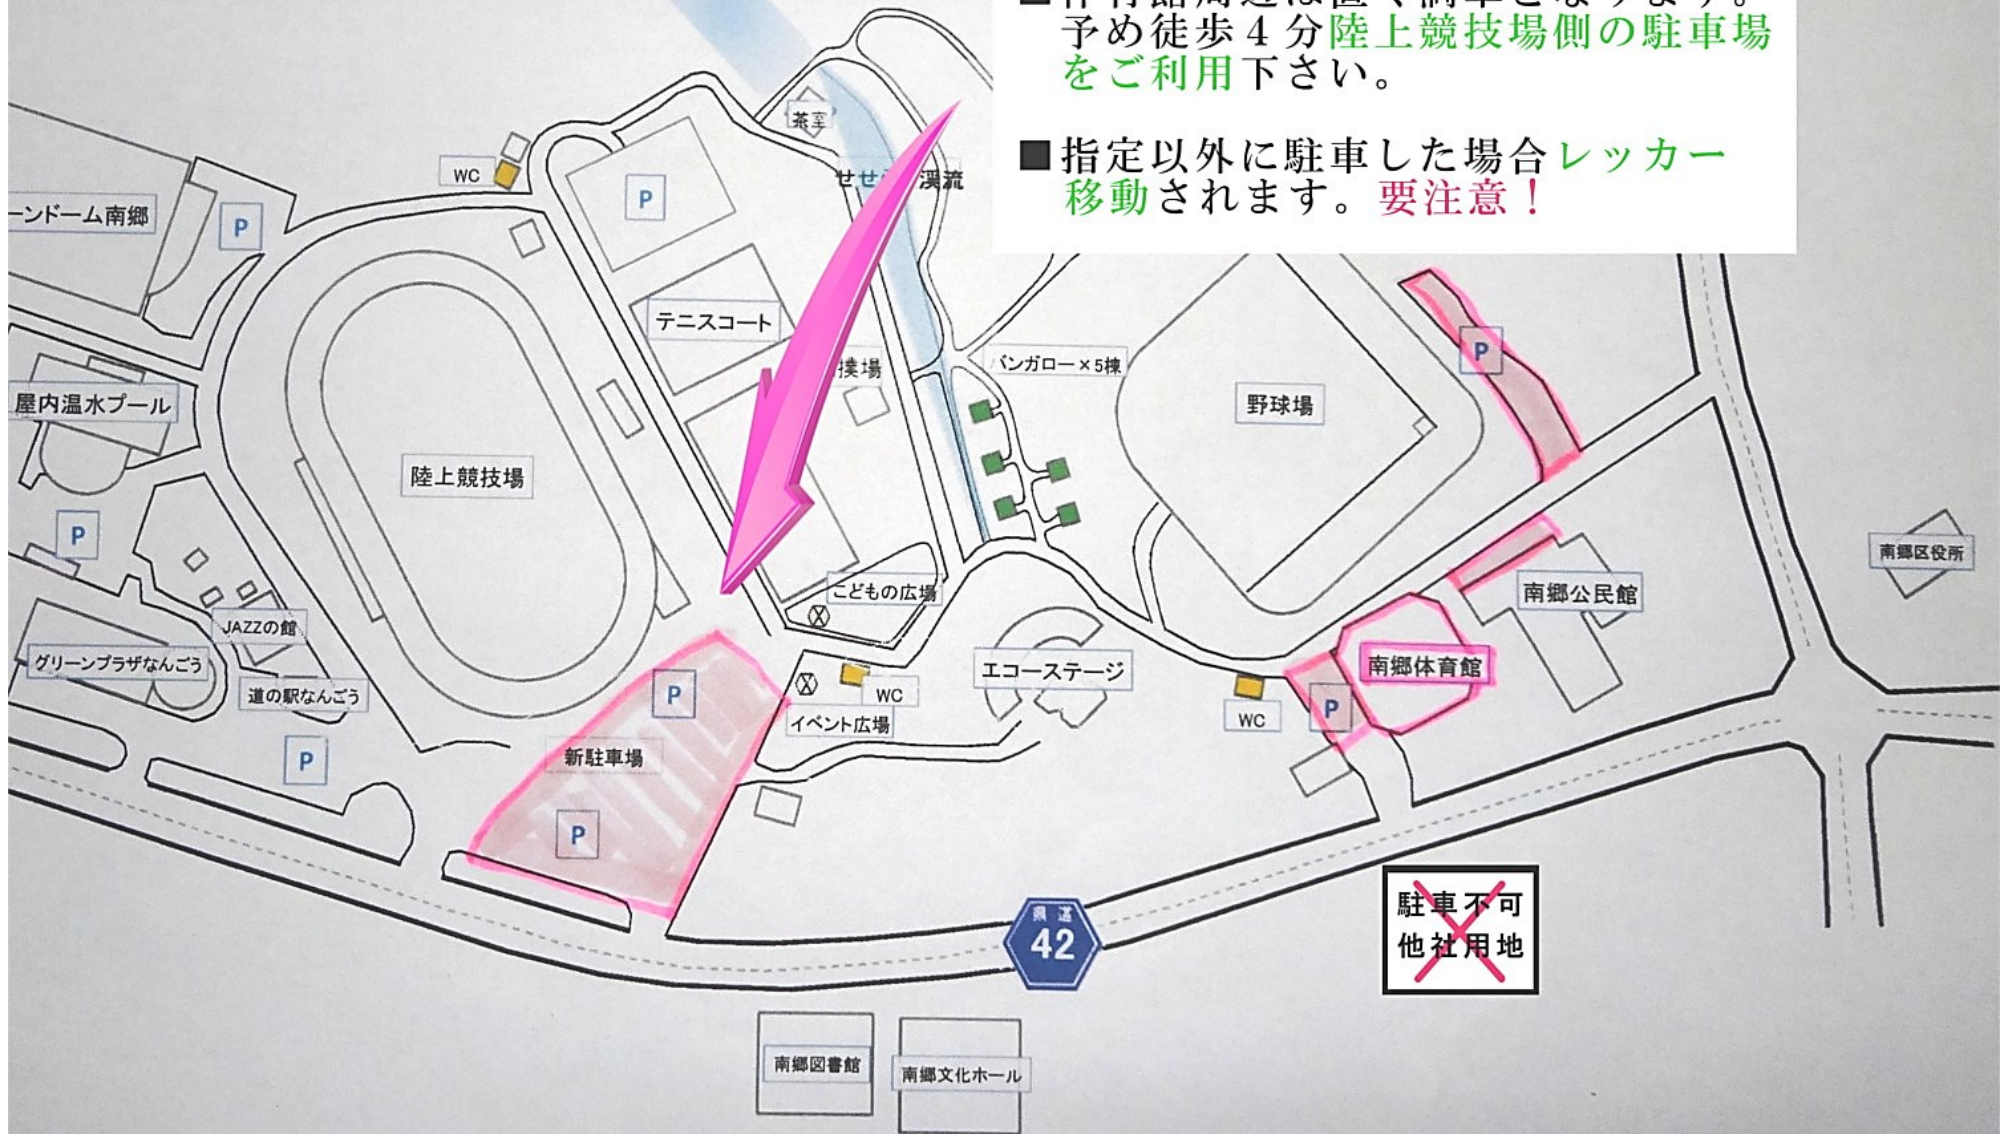 予め徒歩４分陸上競技場側の駐車場
をご利用下さい。
■指定以外に駐車した場合レッカー
移動されます。要注意！
茶室
WC
P
せせ
渓流
ーンドーム南郷
P
テニスコート
撲場
バンガロー×5棟
P
野球場
屋内温水プール
陸上競技場
P
南郷区役所
こどもの広場
南郷公民館
JAZZの館
グリーンプラザなんごう
道の駅なんごう
P
WC
イベント広場
エコーステージ
南郷体育館
WC
P
新駐車場
P
P
駐車不可
他社用地
県道
42
南郷図書館
南郷文化ホール